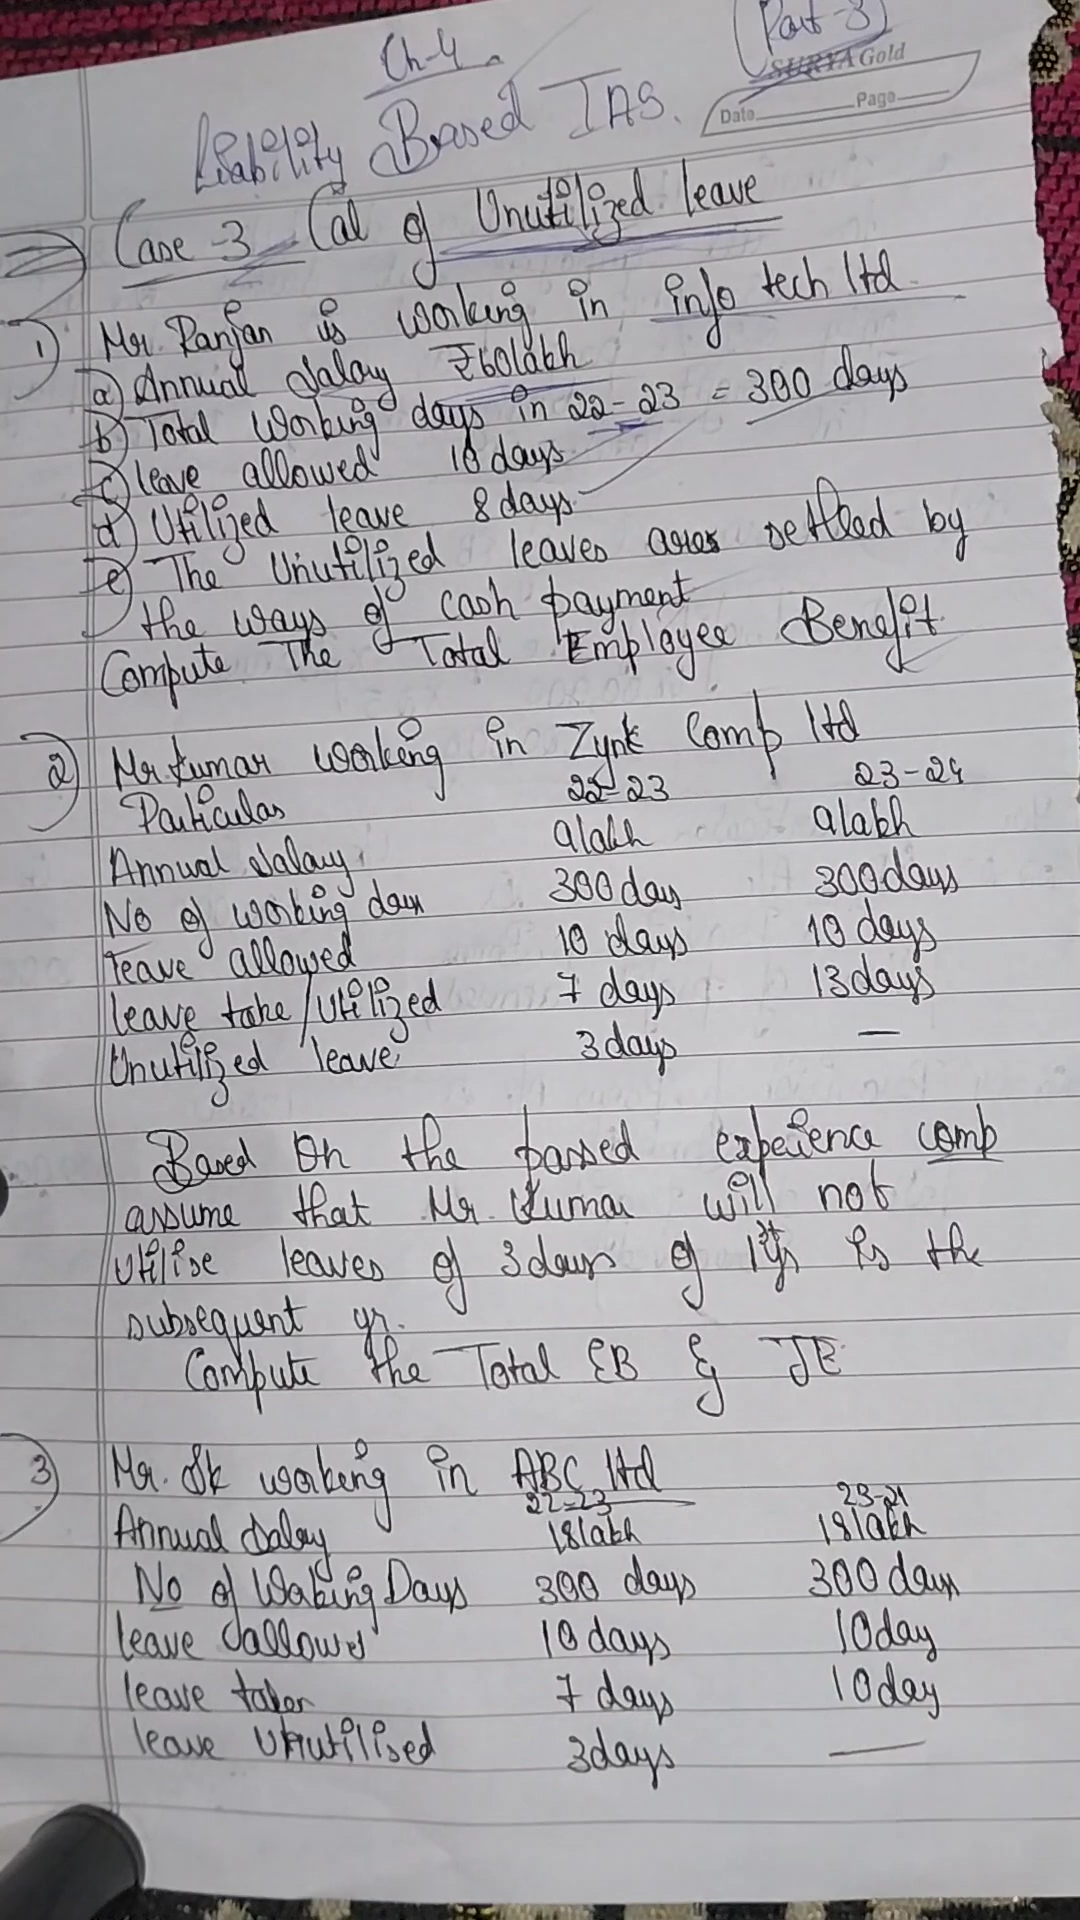 Ch-4.
Part-3
SURYA Gold
Date Page
Liability Based IAS.
Case -3 Cal of Unutilized leave
1) Mr. Ranjan is working in info tech ltd.
a) Annual Salary ₹60lakh
b) Total Working days in 22-23 = 300 days
c) leave allowed 10 days
d) Utilized leave 8 days
e) The Unutilized leaves are settled by
the ways of cash payment
Compute The Total Employee Benefit.
2) Mr Kumar working in Zynk Comp ltd
Particulas 22-23 23-24
Annual Salary 9lakh 9lakh
No of working days 300 day 300 days
leave allowed 10 days 10 days
leave take/Utilized 7 days 13 days
Unutilized leave 3 days —
Based On the passed expeience comp
assume that Mr. Kumar will not
utilise leaves of 3 days of 1st yr is the
subsequent yr.
Compute the Total EB & JE
3) Mr. Sk working in ABC ltd
22-23 23-24
Annual Salay 18lakh 18lakh
No of Woking Days 300 days 300 days
leave allowed 10 days 10 day
leave taken 7 days 10 day
leave Unutilised 3 days —